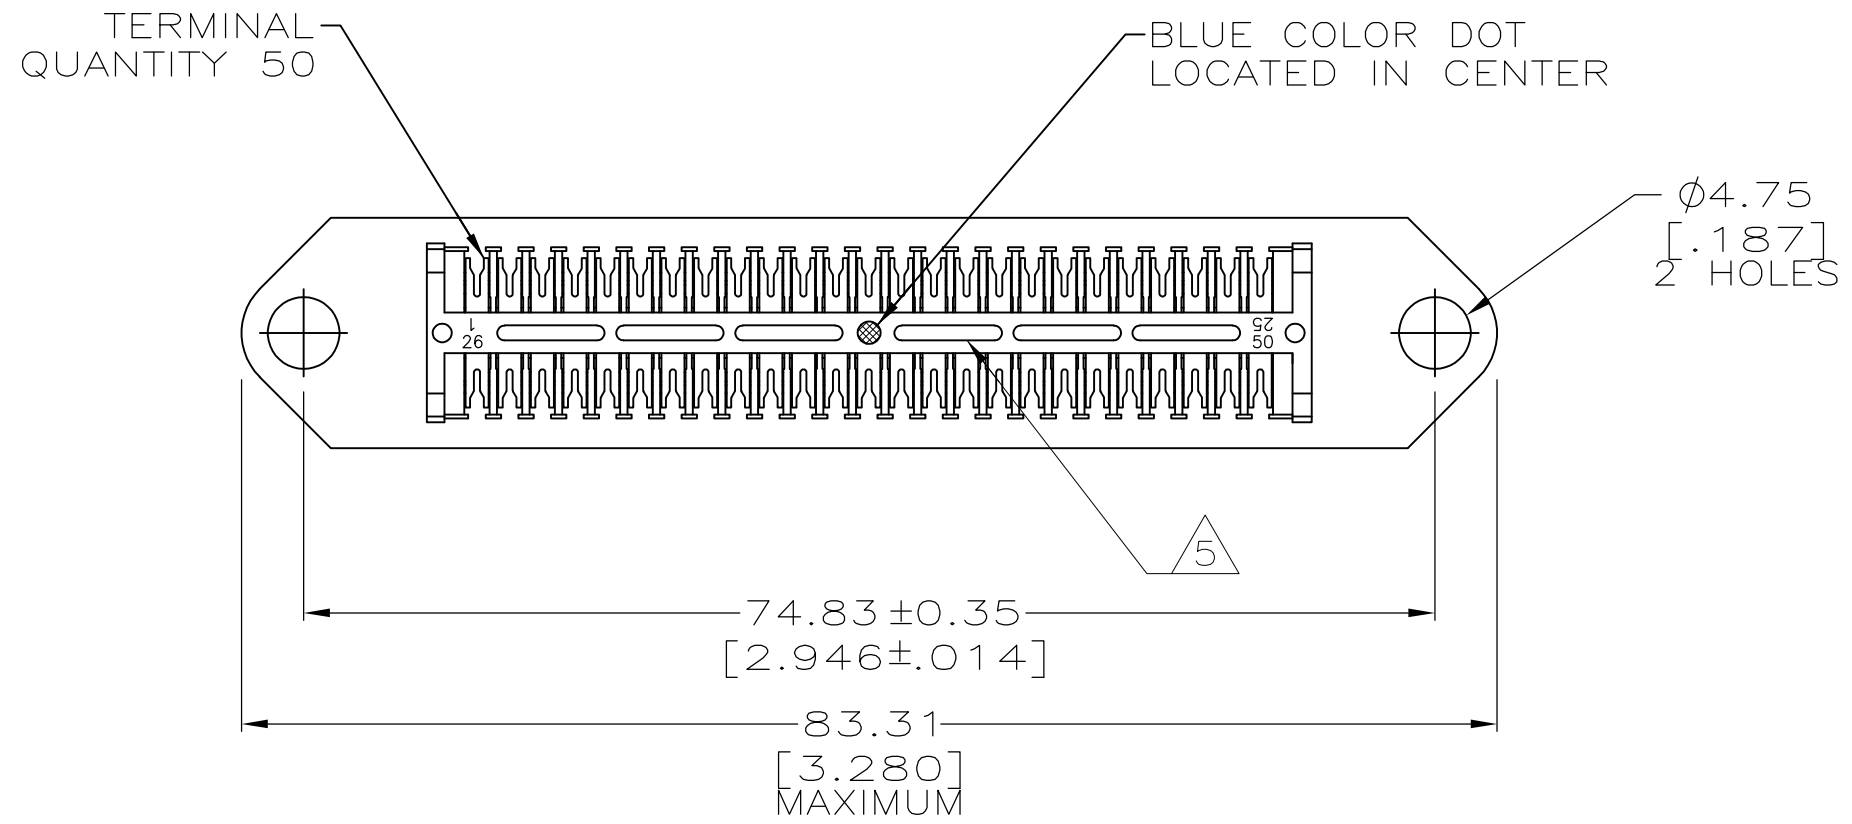 TERMINAL
QUANTITY 50
BLUE COLOR DOT
LOCATED IN CENTER
Ø4.75
[.187]
2 HOLES
1
26
25
50
5
74.83±0.35
[2.946±.014]
83.31
[3.280]
MAXIMUM